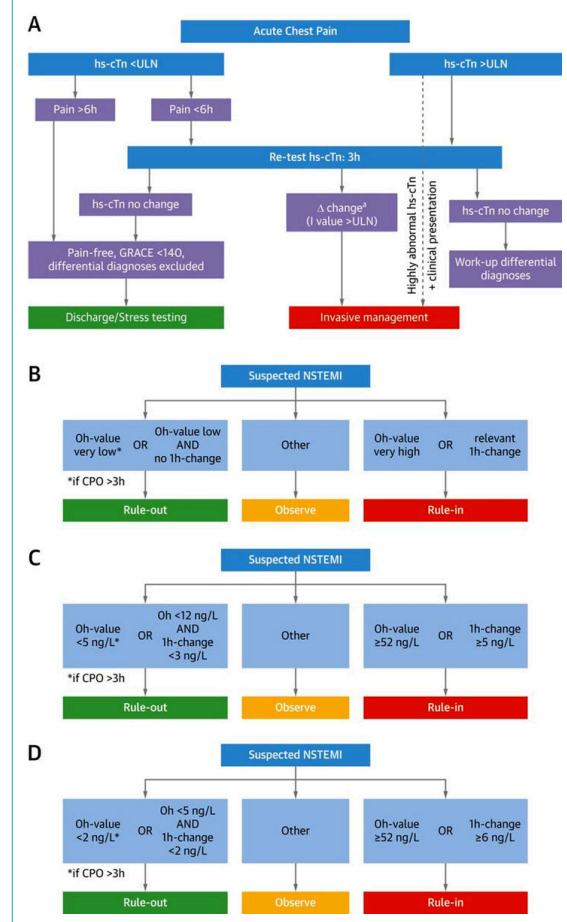 A
Acute Chest Pain
hs-cTn <ULN
hs-cTn >ULN
Pain >6h
Pain <6h
Re-test hs-cTn: 3h
hs-cTn no change
Δ changeᵃ
(1 value >ULN)
Highly abnormal hs-cTn
+ clinical presentation
hs-cTn no change
Pain-free, GRACE <140,
differential diagnoses excluded
Work-up differential
diagnoses
Discharge/Stress testing
Invasive management
B
Suspected NSTEMI
0h-value
very low*
OR
0h-value low
AND
no 1h-change
Other
0h-value
very high
OR
relevant
1h-change
*if CPO >3h
Rule-out
Observe
Rule-in
C
Suspected NSTEMI
0h-value
<5 ng/L*
OR
0h <12 ng/L
AND
1h-change
<3 ng/L
Other
0h-value
≥52 ng/L
OR
1h-change
≥5 ng/L
*if CPO >3h
Rule-out
Observe
Rule-in
D
Suspected NSTEMI
0h-value
<2 ng/L*
OR
0h <5 ng/L
AND
1h-change
<2 ng/L
Other
0h-value
≥52 ng/L
OR
1h-change
≥6 ng/L
*if CPO >3h
Rule-out
Observe
Rule-in